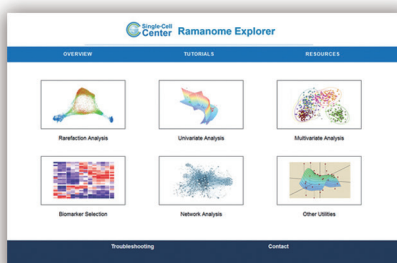 Single-Cell
Center Ramanome Explorer
OVERVIEW TUTORIALS RESOURCES
Rarefaction Analysis Univariate Analysis Multivariate Analysis
Biomarker Selection Network Analysis Other Utilities
Troubleshooting Contact